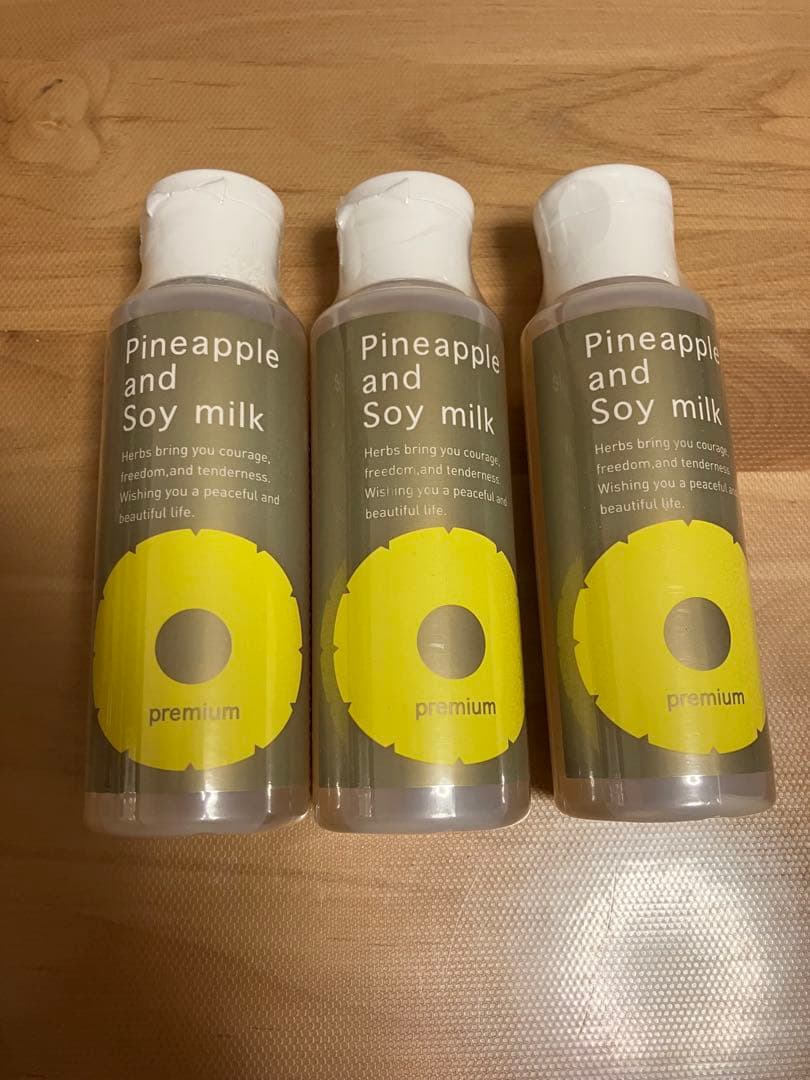 Pineapple
and
Soy milk
Herbs bring you courage,
freedom,and tenderness.
Wishing you a peaceful and
beautiful life.
premium
Pineapple
and
Soy milk
Herbs bring you courage,
freedom,and tenderness.
Wishing you a peaceful and
beautiful life.
premium
Pineapple
and
Soy milk
Herbs bring you courage,
freedom,and tenderness.
Wishing you a peaceful and
beautiful life.
premium